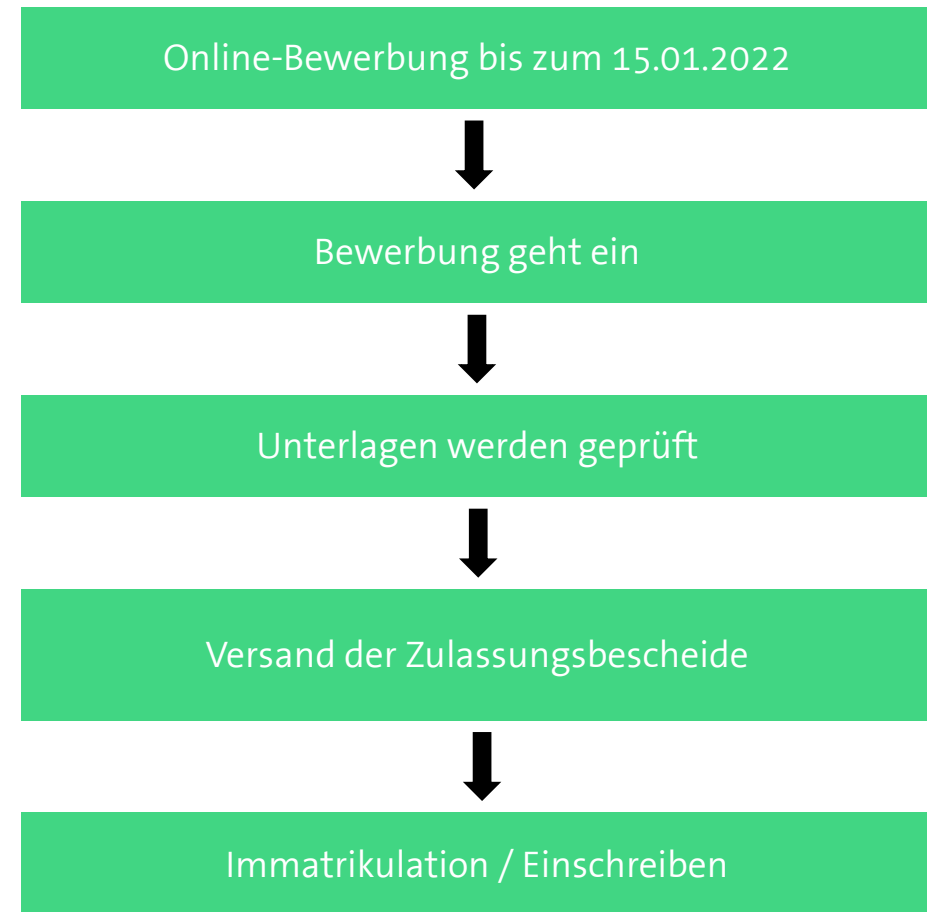 Online-Bewerbung bis zum 15.01.2022
Bewerbung geht ein
Unterlagen werden geprüft
Versand der Zulassungsbescheide
Immatrikulation / Einschreiben